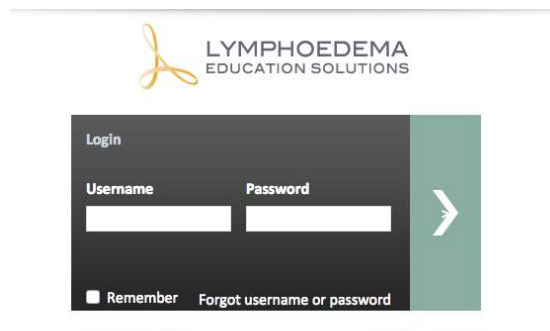 LYMPHOEDEMA
EDUCATION SOLUTIONS
Login
Username Password
Remember Forgot username or password